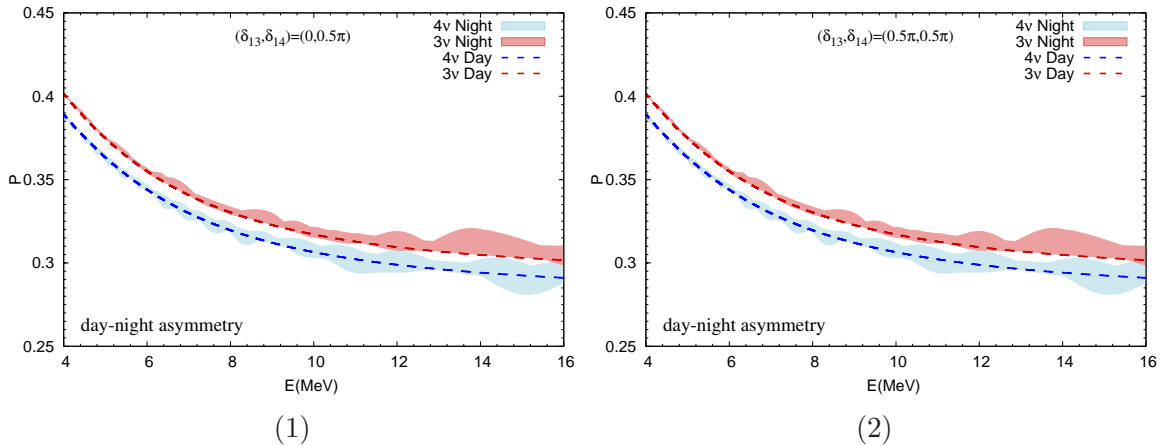 0.45
0.4
0.35
0.3
0.25
P
4 6 8 10 12 14 16
E(MeV)
(δ13,δ14)=(0,0.5π)
4ν Night
3ν Night
4ν Day
3ν Day
day-night asymmetry
(1)
0.45
0.4
0.35
0.3
0.25
P
4 6 8 10 12 14 16
E(MeV)
(δ13,δ14)=(0.5π,0.5π)
4ν Night
3ν Night
4ν Day
3ν Day
day-night asymmetry
(2)